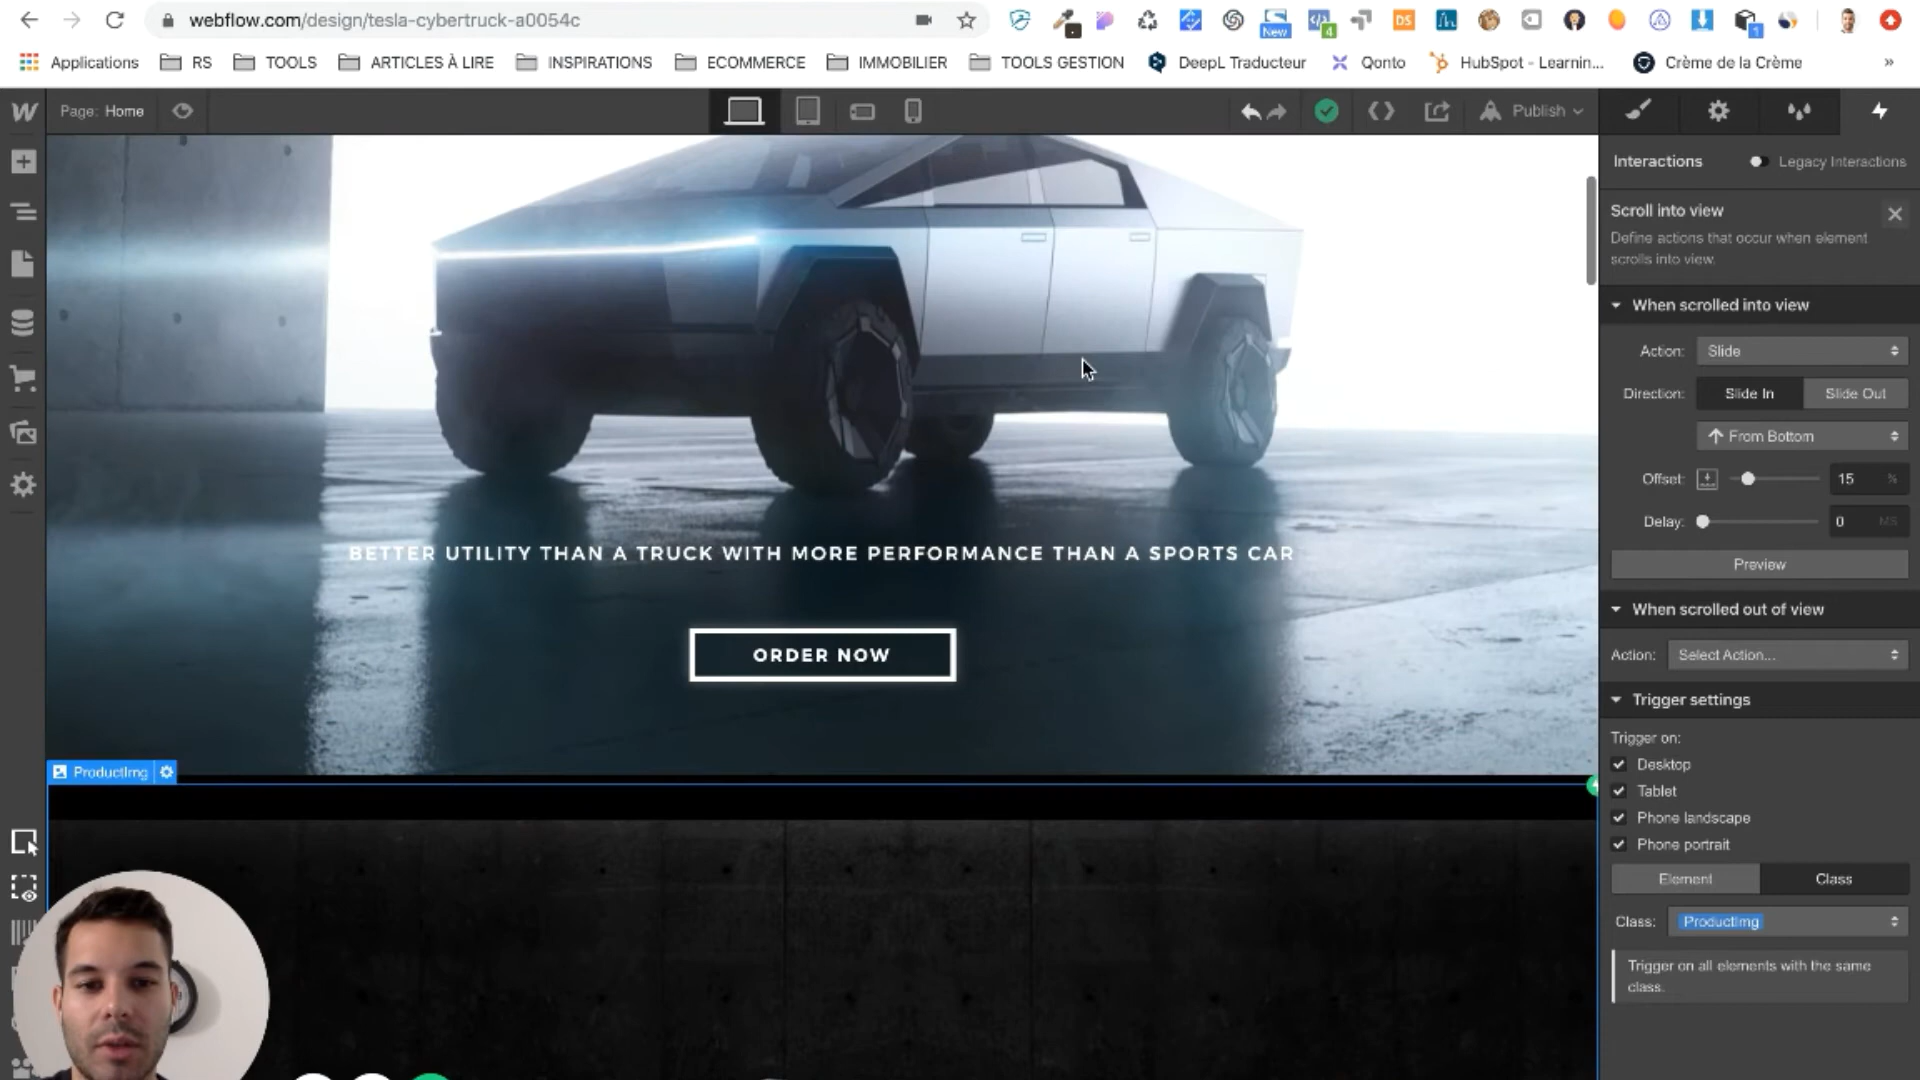 webflow.com/design/tesla-cybertruck-a0054c
New
4
DS
1
Applications
RS
TOOLS
ARTICLES À LIRE
INSPIRATIONS
ECOMMERCE
IMMOBILIER
TOOLS GESTION
DeepL Traducteur
Qonto
HubSpot - Learnin...
Crème de la Crème
»
Page: Home
Publish
Interactions
Legacy Interactions
Scroll into view
Define actions that occur when element
scrolls into view.
When scrolled into view
Action: Slide
Direction: Slide In Slide Out
From Bottom
Offset: 15 %
Delay: 0 MS
Preview
When scrolled out of view
Action: Select Action...
Trigger settings
Trigger on:
Desktop
Tablet
Phone landscape
Phone portrait
Element Class
Class: ProductImg
Trigger on all elements with the same
class.
BETTER UTILITY THAN A TRUCK WITH MORE PERFORMANCE THAN A SPORTS CAR
ORDER NOW
ProductImg